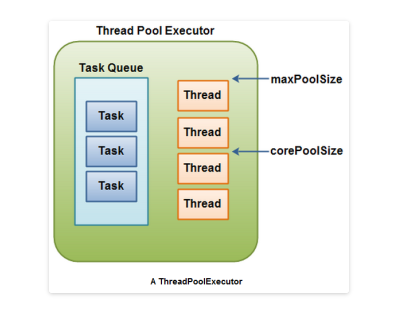 Thread Pool Executor
Task Queue
Task
Task
Task
Thread
Thread
Thread
Thread
maxPoolSize
corePoolSize
A ThreadPoolExecutor